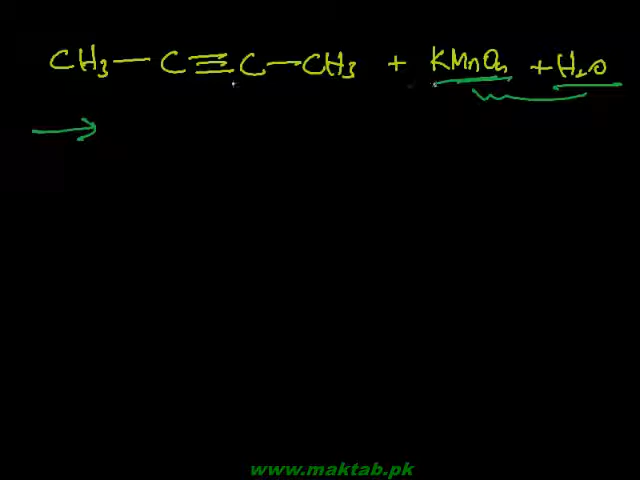 CH₃—C≡C—CH₃ + KMnO₄ + H₂O
→
www.maktab.pk